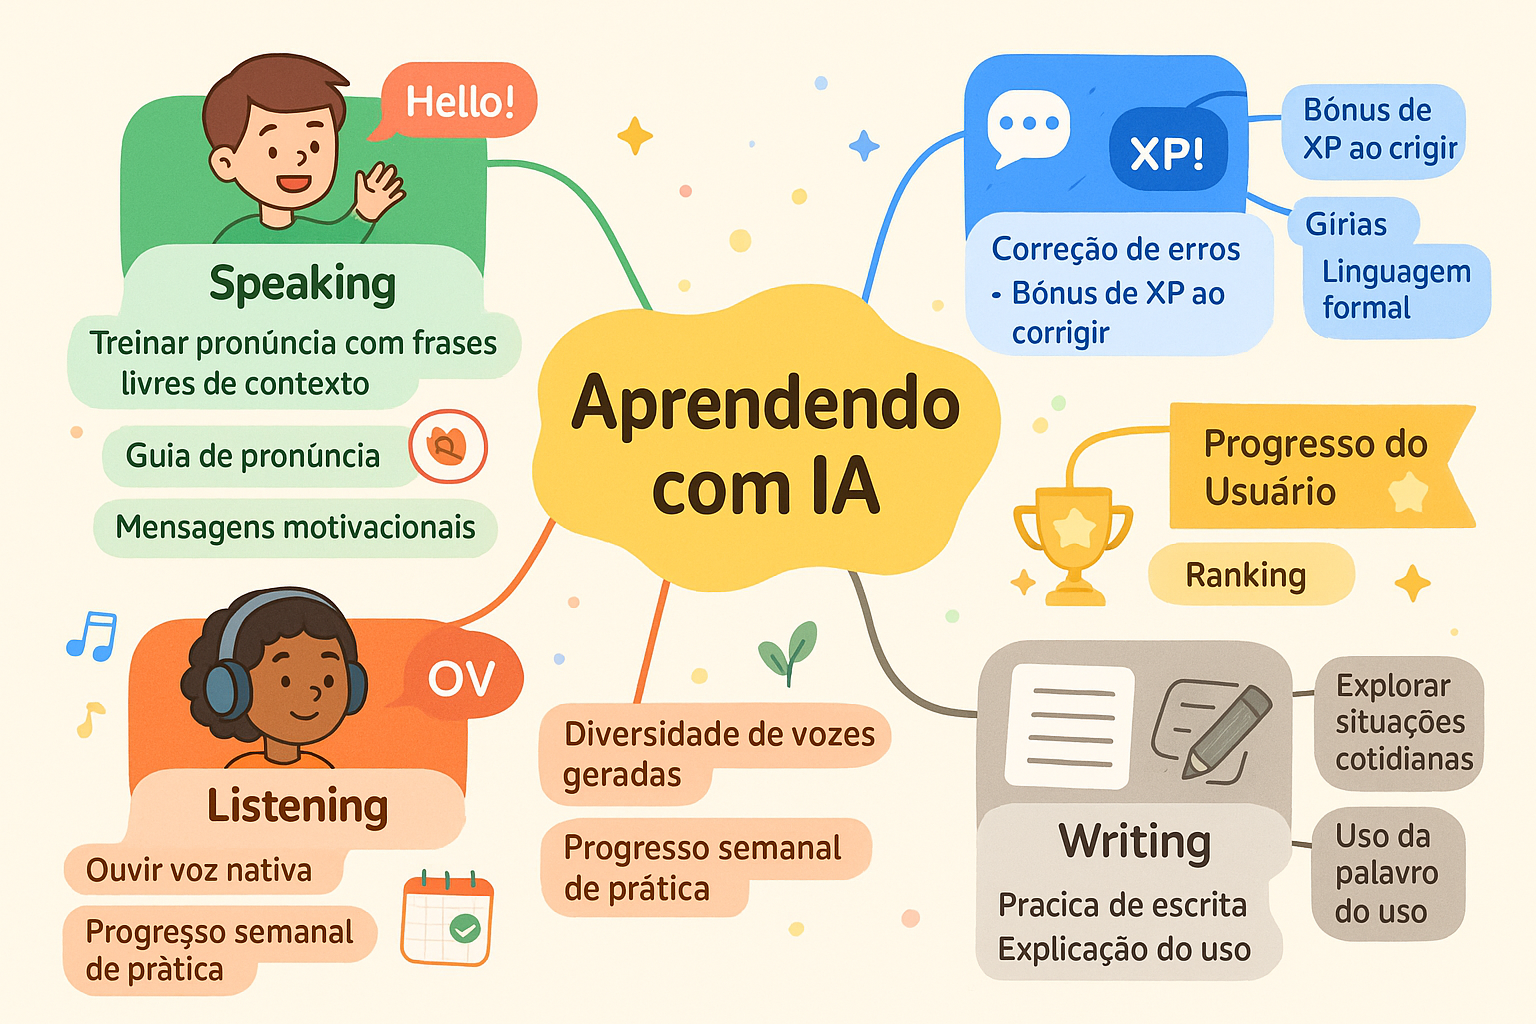 Hello!
Speaking
Treinar pronúncia com frases
livres de contexto
Guia de pronúncia
Mensagens motivacionais
OV
Listening
Ouvir voz nativa
Progresso semanal
de pràtica
Aprendendo
com IA
Diversidade de vozes
geradas
Progresso semanal
de prática
XP!
Correção de erros
• Bónus de XP ao
corrigir
Bónus de
XP ao crigir
Gírias
Linguagem
formal
Progresso do
Usuário
Ranking
Writing
Pracica de escrita
Explicação do uso
Explorar
situações
cotidianas
Uso da
palavro
do uso